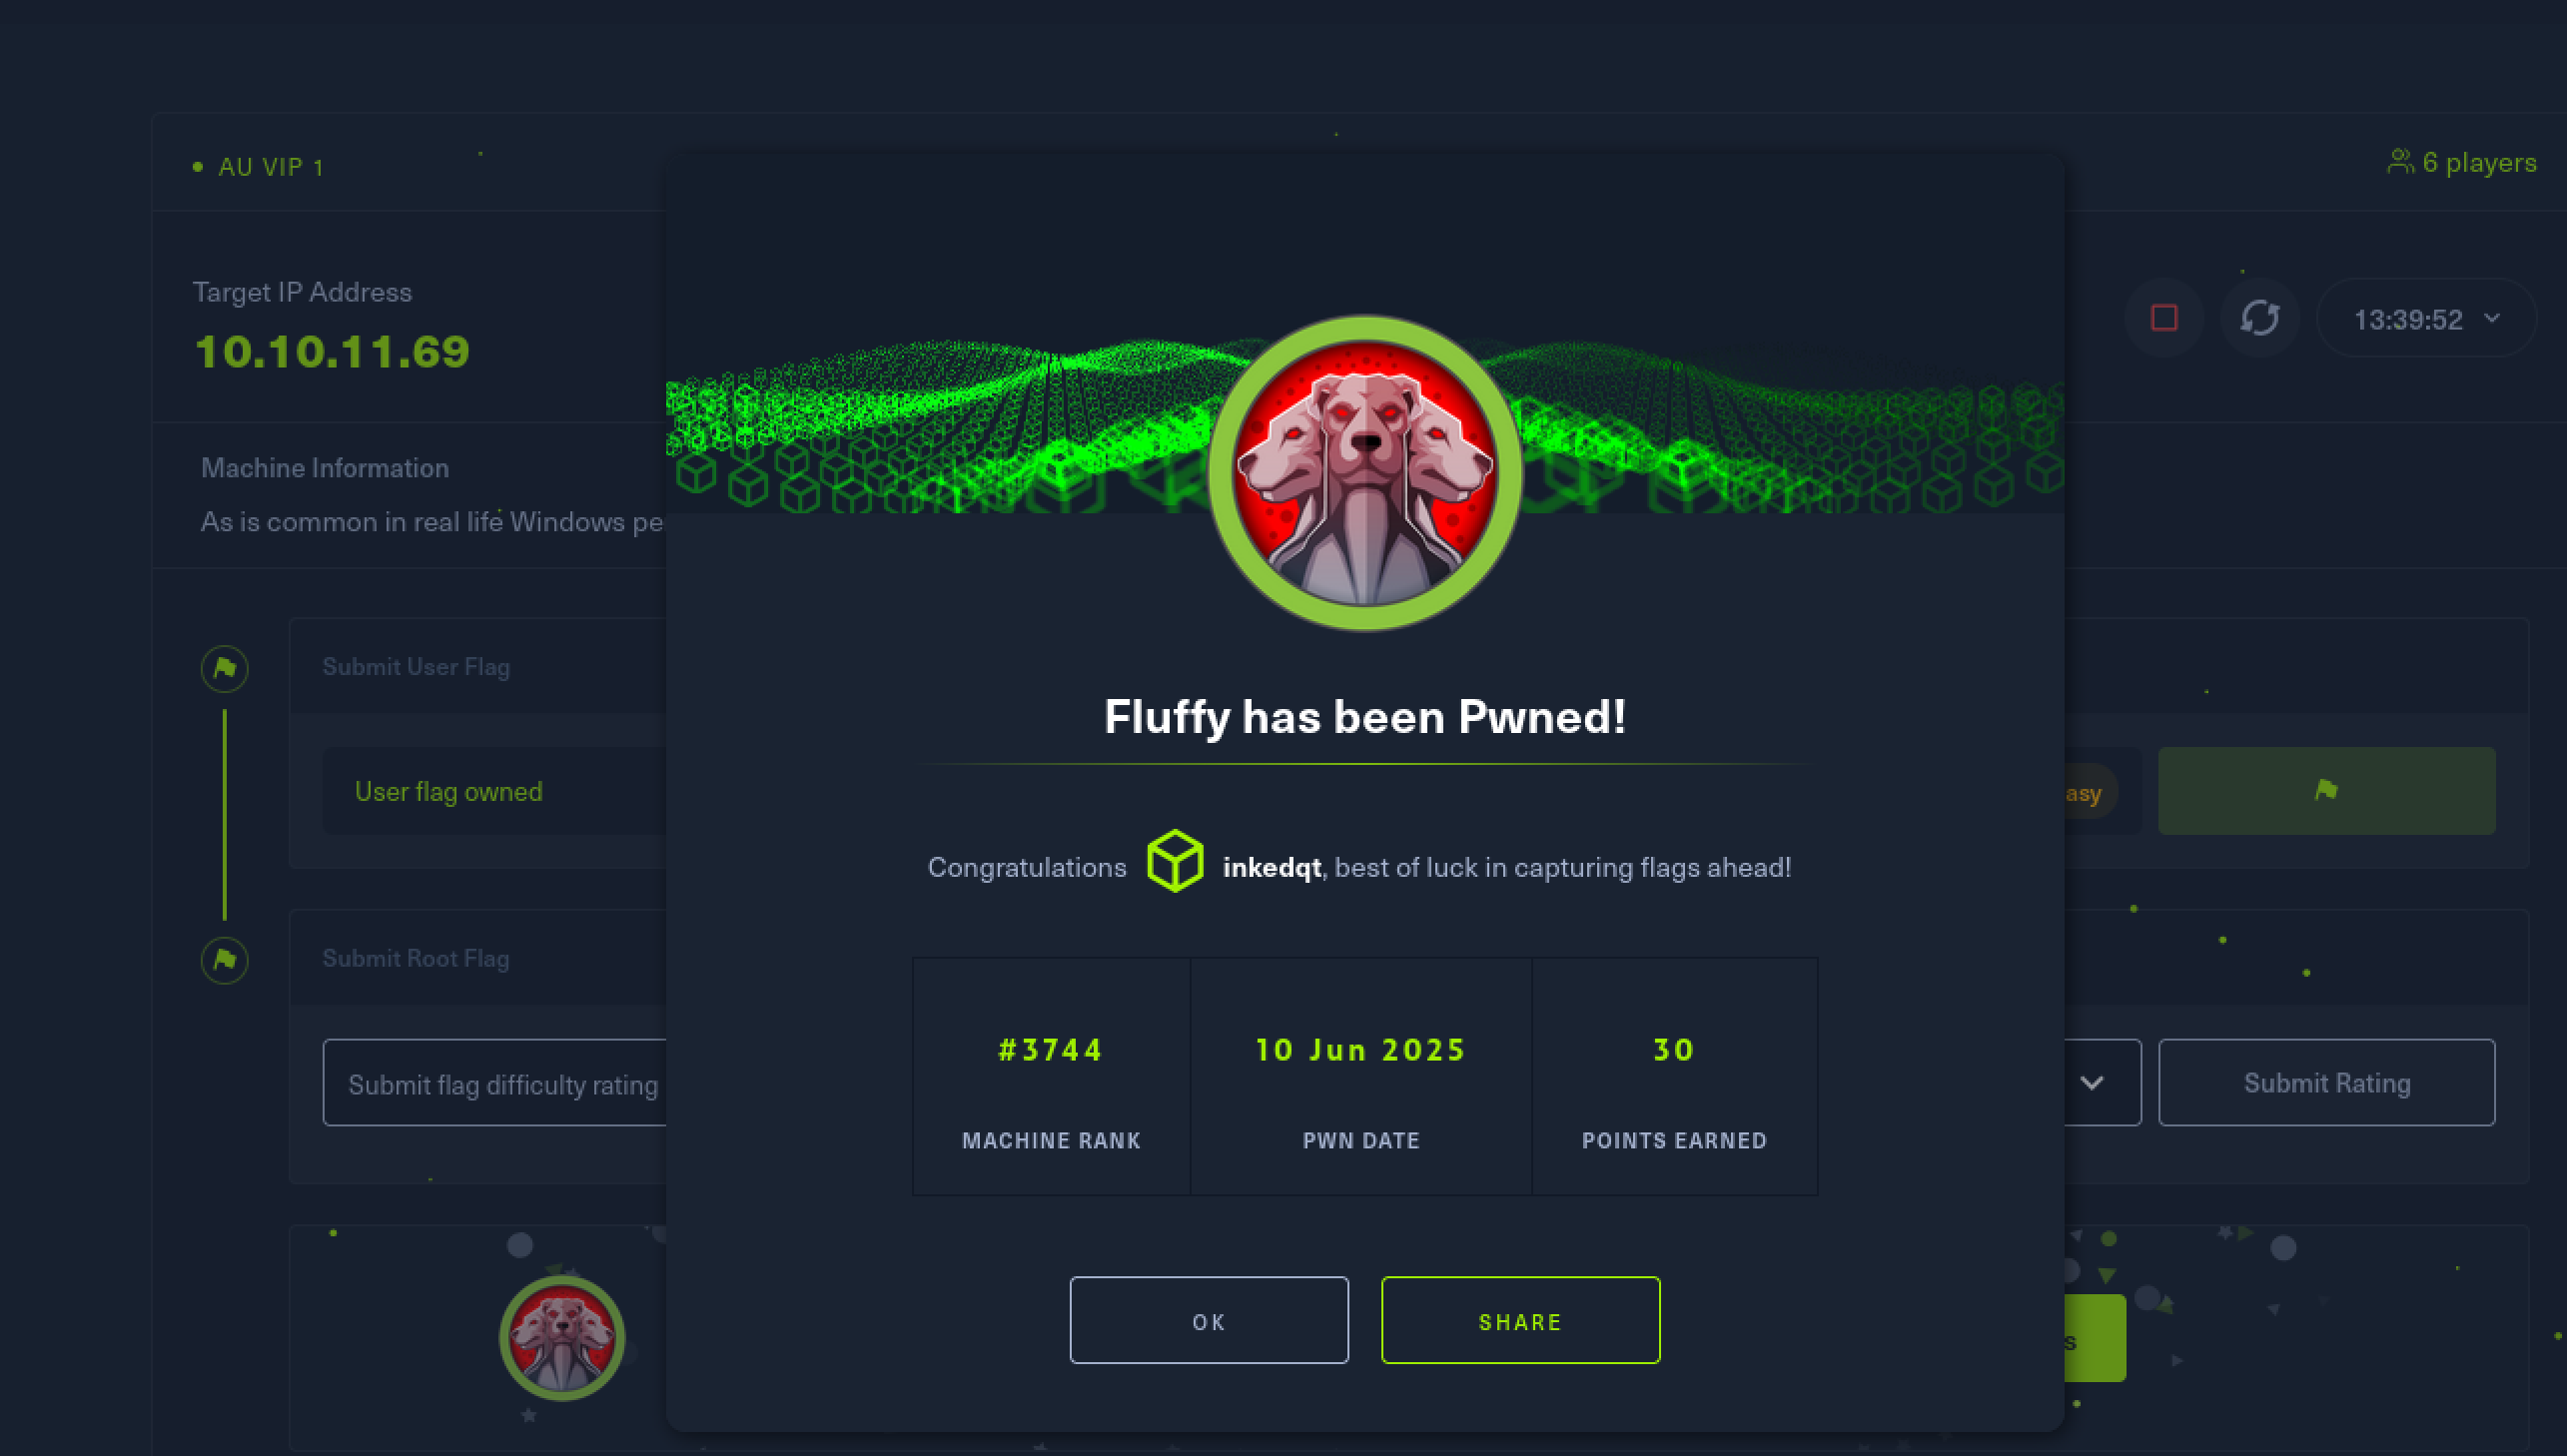 AU VIP 1
6 players
Target IP Address
10.10.11.69
13:39:52
Machine Information
As is common in real life Windows pe
Submit User Flag
User flag owned
asy
Fluffy has been Pwned!
Congratulations inkedqt, best of luck in capturing flags ahead!
Submit Root Flag
Submit flag difficulty rating
Submit Rating
#3744
10 Jun 2025
30
MACHINE RANK
PWN DATE
POINTS EARNED
OK
SHARE
s